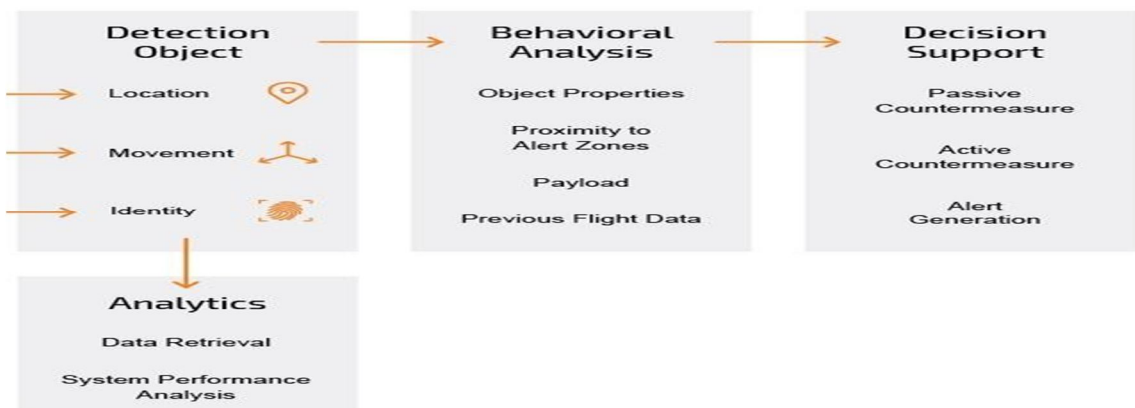 Detection
Object
Location
Movement
Identity
Behavioral
Analysis
Object Properties
Proximity to
Alert Zones
Payload
Previous Flight Data
Decision
Support
Passive
Countermeasure
Active
Countermeasure
Alert
Generation
Analytics
Data Retrieval
System Performance
Analysis